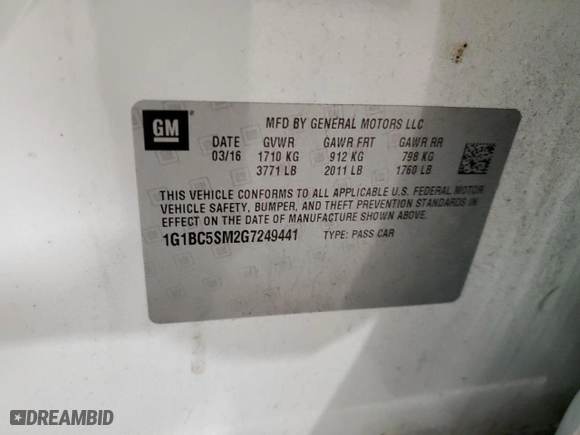 GM
MFD BY GENERAL MOTORS LLC
DATE GVWR GAWR FRT GAWR RR
03/16 1710 KG 912 KG 798 KG
3771 LB 2011 LB 1760 LB
THIS VEHICLE CONFORMS TO ALL APPLICABLE U.S. FEDERAL MOTOR
VEHICLE SAFETY, BUMPER, AND THEFT PREVENTION STANDARDS IN
EFFECT ON THE DATE OF MANUFACTURE SHOWN ABOVE.
1G1BC5SM2G7249441 TYPE: PASS CAR
DREAMBID